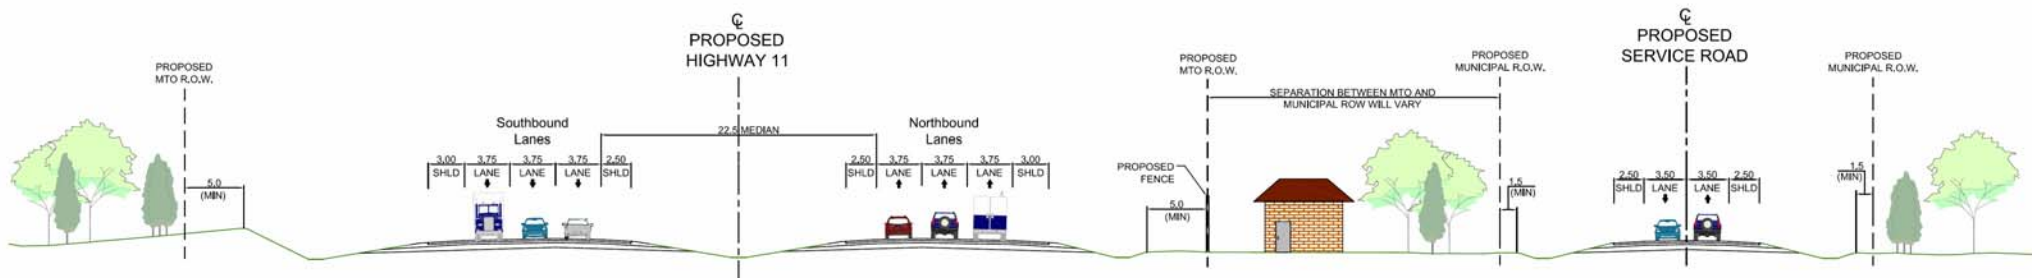 PROPOSED
MTO R.O.W.
5.0
(MIN)
Southbound
Lanes
3.00 3.75 3.75 3.75 2.50
SHLD LANE LANE LANE SHLD
℄
PROPOSED
HIGHWAY 11
22.5 MEDIAN
Northbound
Lanes
2.50 3.75 3.75 3.75 3.00
SHLD LANE LANE LANE SHLD
PROPOSED
FENCE
5.0
(MIN)
PROPOSED
MTO R.O.W.
SEPARATION BETWEEN MTO AND
MUNICIPAL ROW WILL VARY
PROPOSED
MUNICIPAL R.O.W.
1.5
(MIN)
℄
PROPOSED
SERVICE ROAD
2.50 3.50 3.50 2.50
SHLD LANE LANE SHLD
PROPOSED
MUNICIPAL R.O.W.
1.5
(MIN)